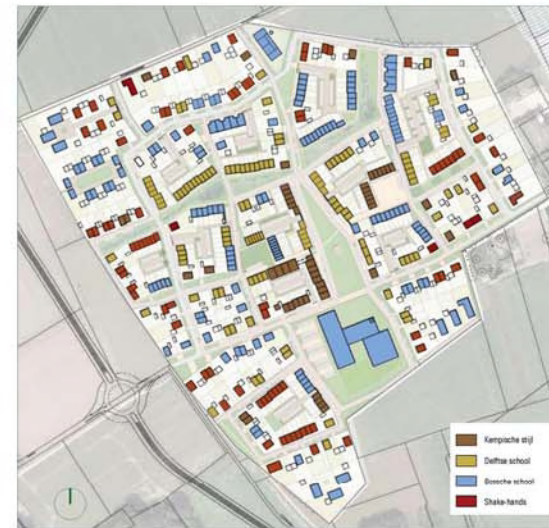 Kempische stijl
Delftse school
Bossche school
Shake-hands